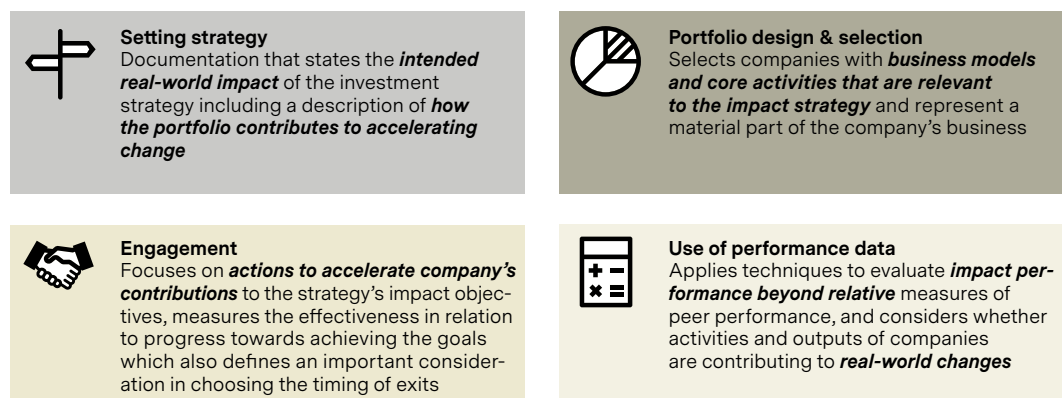 Setting strategy
Documentation that states the intended
real-world impact of the investment
strategy including a description of how
the portfolio contributes to accelerating
change
Portfolio design & selection
Selects companies with business models
and core activities that are relevant
to the impact strategy and represent a
material part of the company’s business
Engagement
Focuses on actions to accelerate company’s
contributions to the strategy’s impact objec-
tives, measures the effectiveness in relation
to progress towards achieving the goals
which also defines an important consider-
ation in choosing the timing of exits
Use of performance data
Applies techniques to evaluate impact per-
formance beyond relative measures of
peer performance, and considers whether
activities and outputs of companies
are contributing to real-world changes